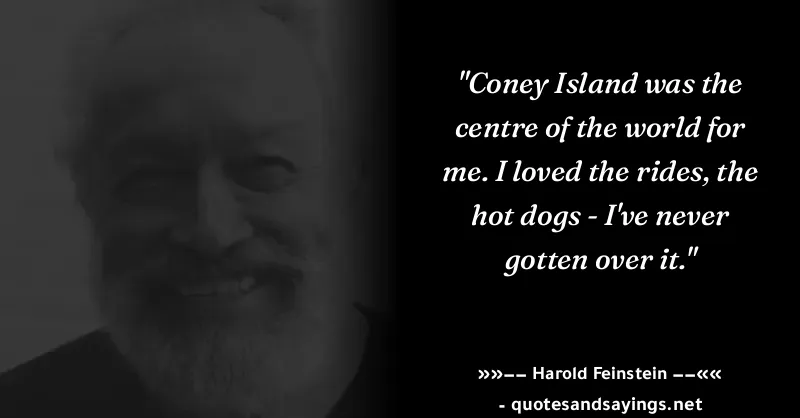 "Coney Island was the
centre of the world for
me. I loved the rides, the
hot dogs - I've never
gotten over it."
»»−− Harold Feinstein −−««
- quotesandsayings.net